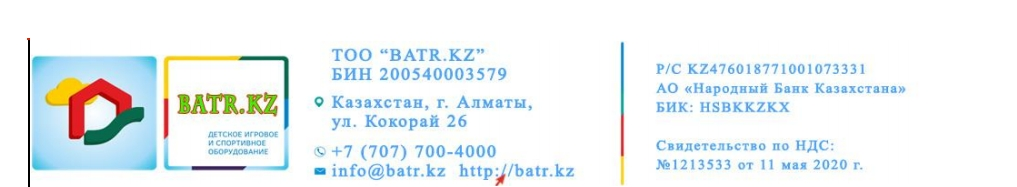 BATR.KZ
ДЕТСКОЕ ИГРОВОЕ
И СПОРТИВНОЕ
ОБОРУДОВАНИЕ
ТОО “BATR.KZ”
БИН 200540003579
Казахстан, г. Алматы,
ул. Кокорай 26
+7 (707) 700-4000
info@batr.kz http://batr.kz
Р/С KZ476018771001073331
АО «Народный Банк Казахстана»
БИК: HSBKKZKX
Свидетельство по НДС:
№1213533 от 11 мая 2020 г.